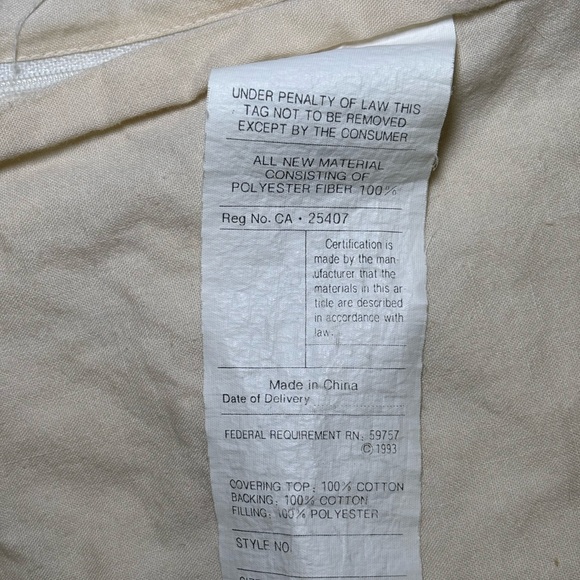 UNDER PENALTY OF LAW THIS
TAG NOT TO BE REMOVED
EXCEPT BY THE CONSUMER
ALL NEW MATERIAL
CONSISTING OF
POLYESTER FIBER 100%
Reg No. CA · 25407
Certification is
made by the man-
ufacturer that the
materials in this ar
ticle are described
in accordance with
law.
Made in China
Date of Delivery
FEDERAL REQUIREMENT RN: 59757
© 1993
COVERING TOP: 100% COTTON
BACKING: 100% COTTON
FILLING: 100% POLYESTER
STYLE NO.